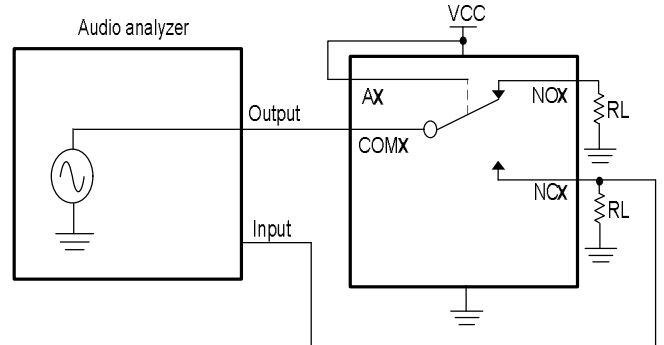 VCC
Audio analyzer
AX
NOX
RL
Output
COMX
NCX
RL
Input